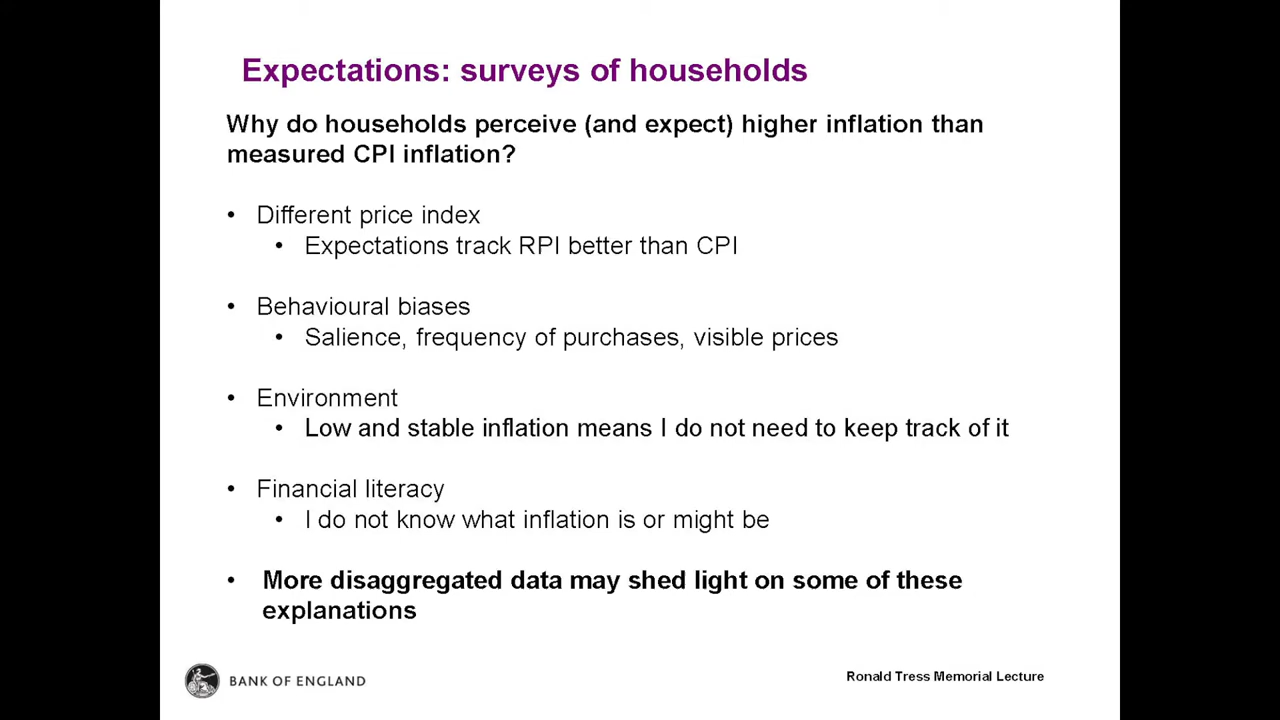 Expectations: surveys of households
Why do households perceive (and expect) higher inflation than
measured CPI inflation?
• Different price index
• Expectations track RPI better than CPI
• Behavioural biases
• Salience, frequency of purchases, visible prices
• Environment
• Low and stable inflation means I do not need to keep track of it
• Financial literacy
• I do not know what inflation is or might be
• More disaggregated data may shed light on some of these
explanations
BANK OF ENGLAND
Ronald Tress Memorial Lecture